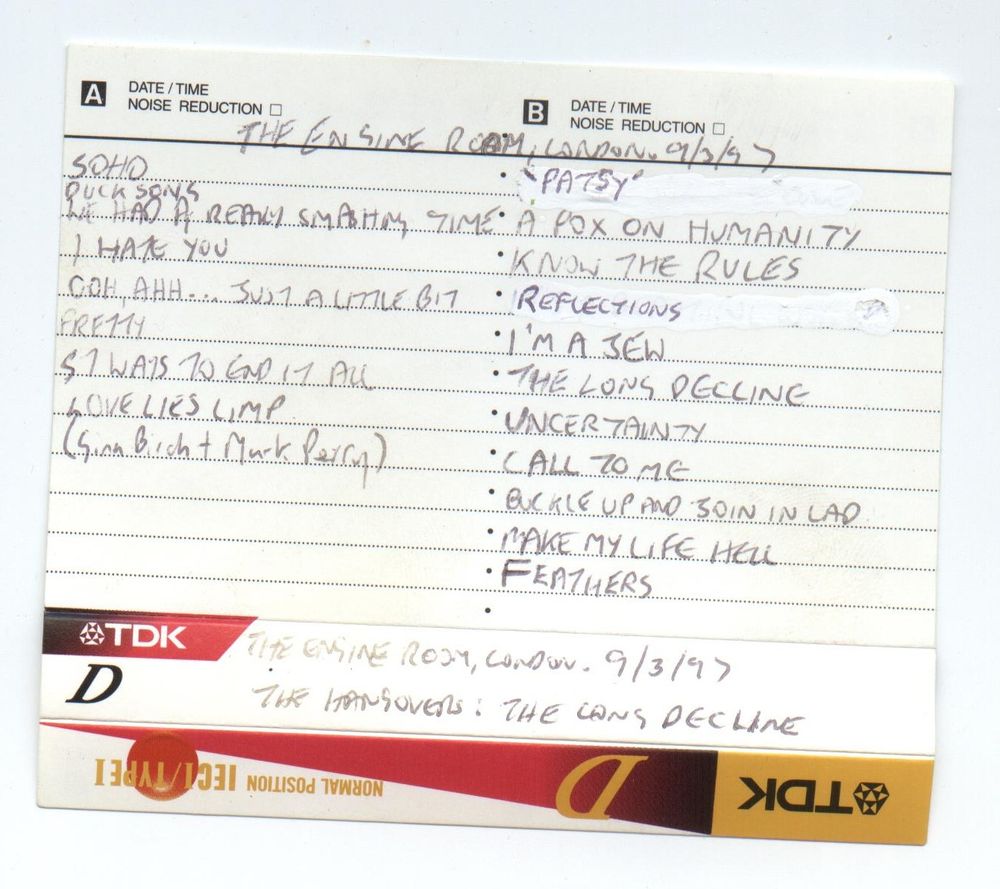 A DATE / TIME
NOISE REDUCTION
B DATE / TIME
NOISE REDUCTION
THE ENGINE ROOM, LONDON. 9/3/97
SOHO
DUCK SONG
WE HAD A REALLY SMASHING TIME
I HATE YOU
OOH, AHH... JUST A LITTLE BIT
PRETTY
57 WAYS TO END IT ALL
LOVE LIES LIMP
(Gina Birch + Mark Perry)
"PATSY"
A POX ON HUMANITY
KNOW THE RULES
REFLECTIONS
I'M A JEW
THE LONG DECLINE
UNCERTAINTY
CALL TO ME
BUCKLE UP AND JOIN IN LAD
MAKE MY LIFE HELL
FEATHERS
TDK
D
THE ENGINE ROOM, LONDON. 9/3/97
THE HANGOVERS: THE LONG DECLINE
TDK
D
NORMAL POSITION IECI/TYPE I